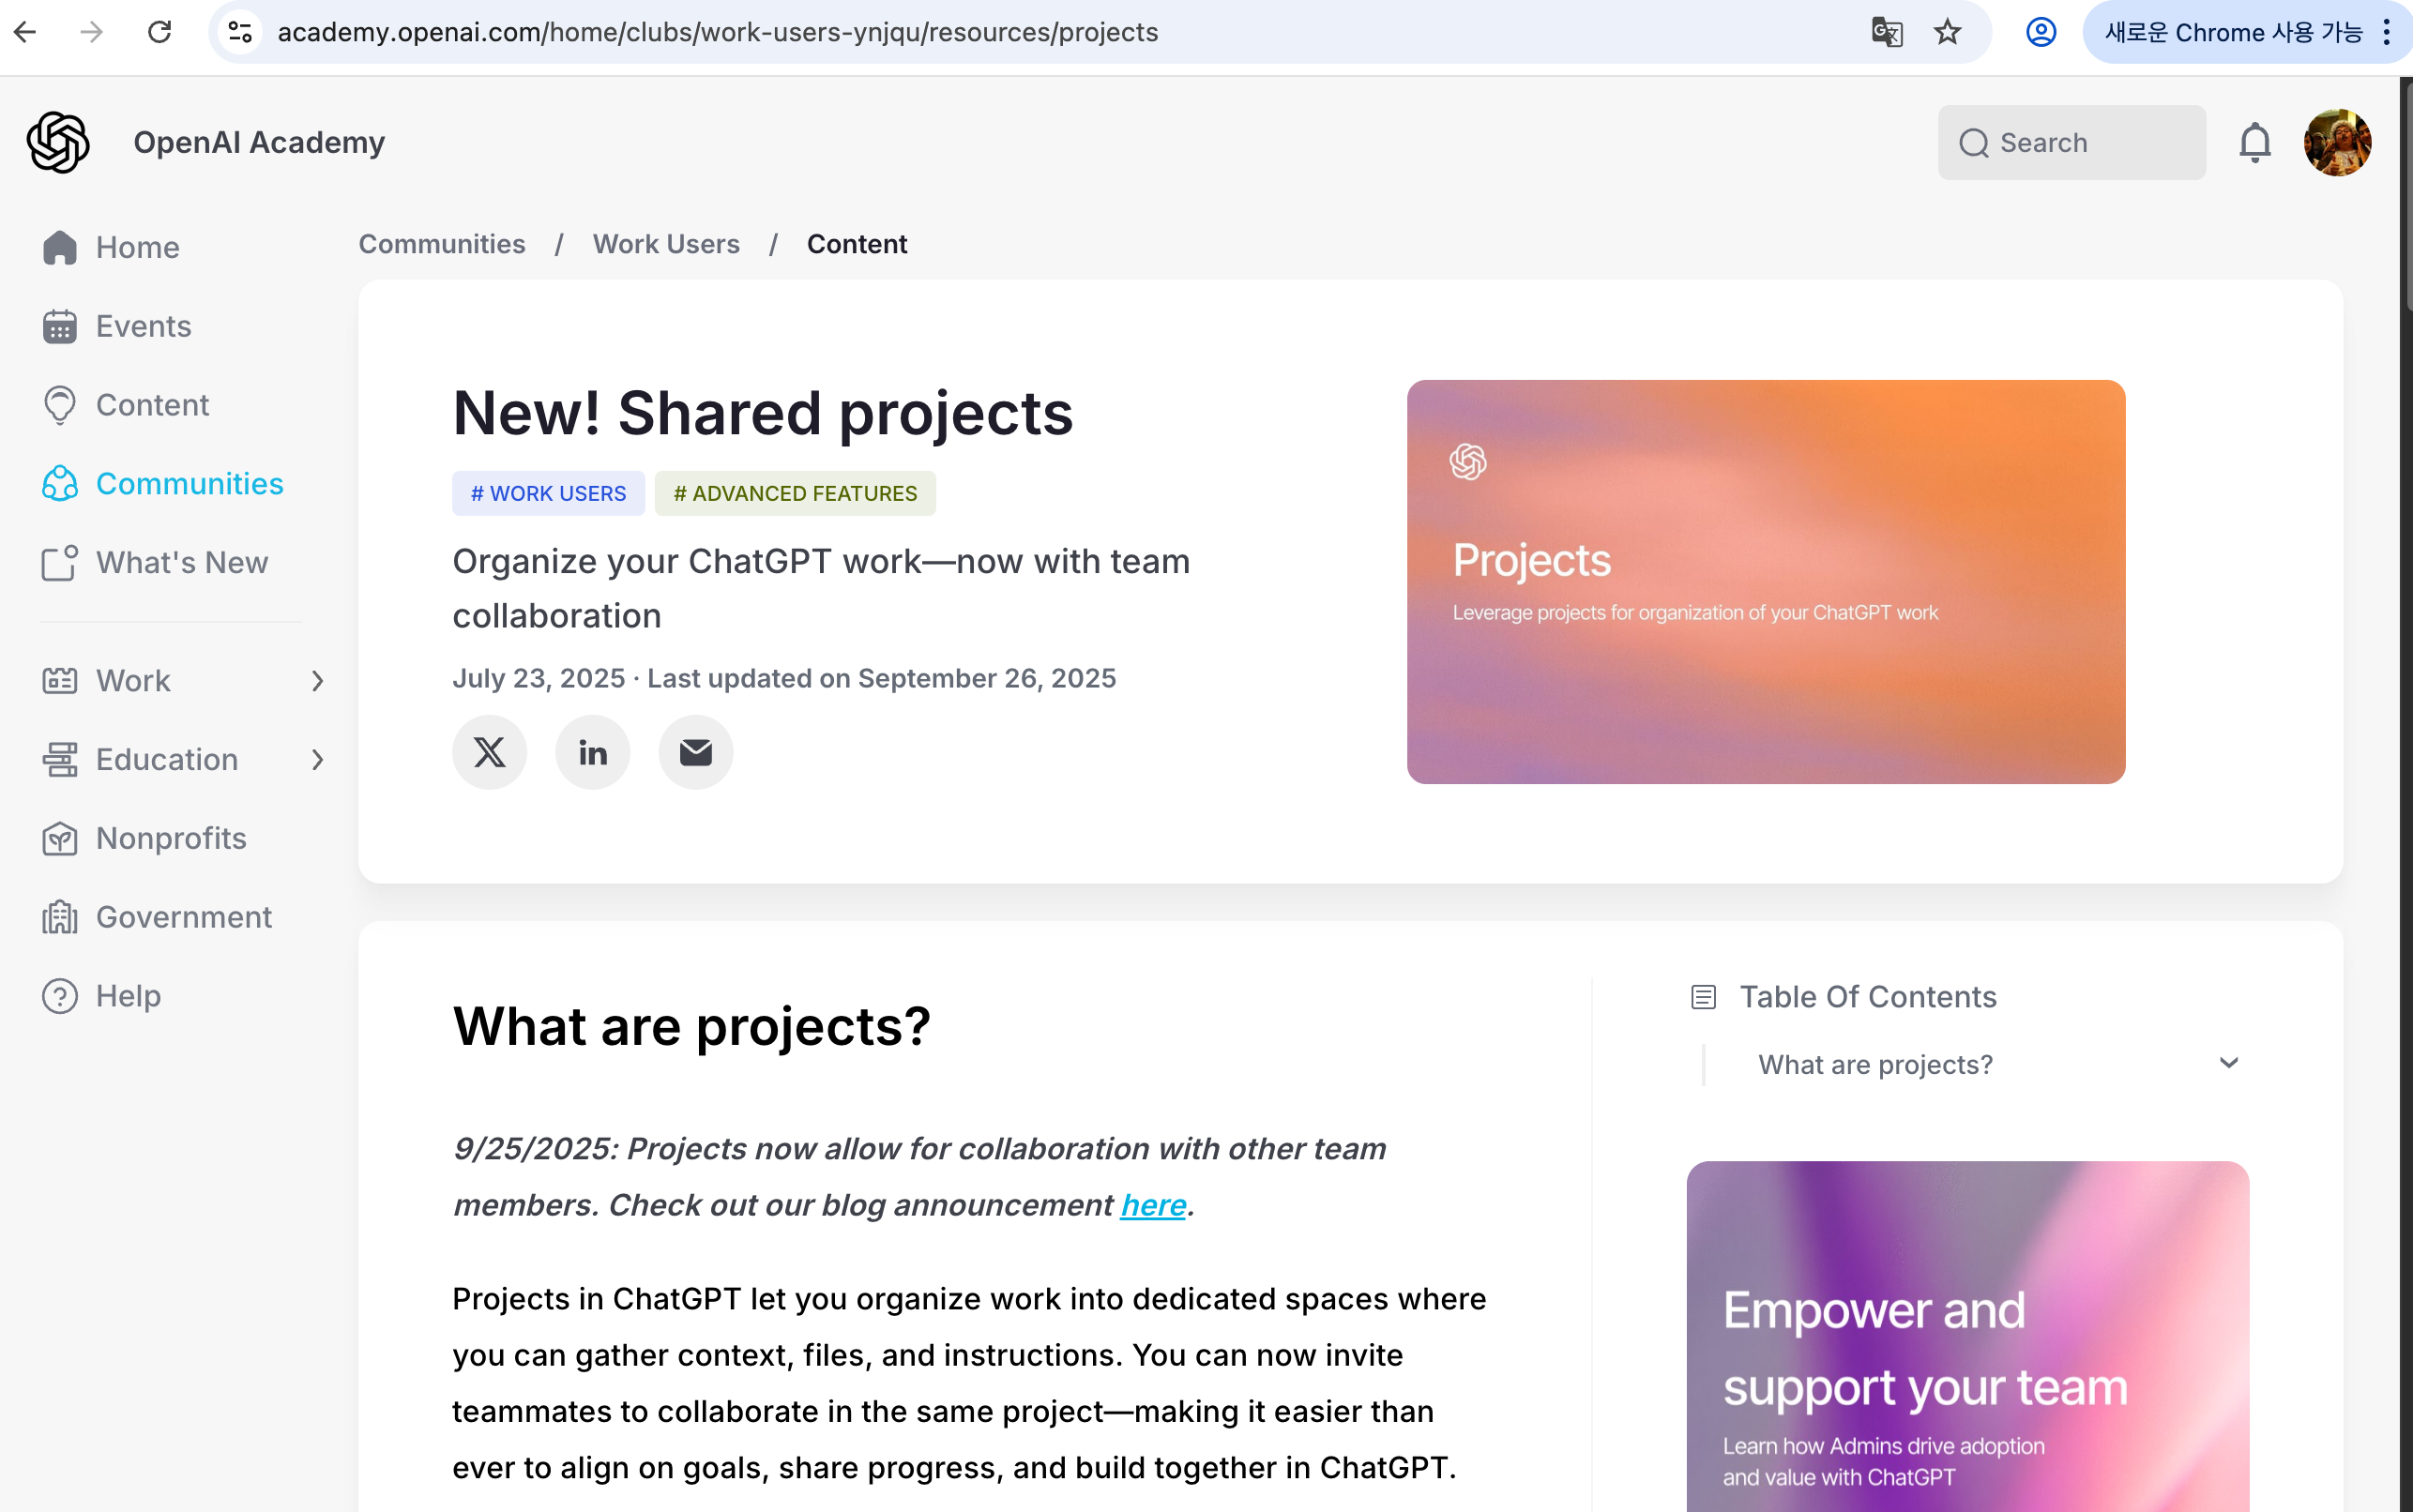 academy.openai.com/home/clubs/work-users-ynjqu/resources/projects
새로운 Chrome 사용 가능
OpenAI Academy
Search
Home
Events
Content
Communities
What's New
Work
Education
Nonprofits
Government
Help
Communities / Work Users / Content
New! Shared projects
# WORK USERS # ADVANCED FEATURES
Organize your ChatGPT work—now with team
collaboration
July 23, 2025 · Last updated on September 26, 2025
Projects
Leverage projects for organization of your ChatGPT work
What are projects?
9/25/2025: Projects now allow for collaboration with other team
members. Check out our blog announcement here.
Projects in ChatGPT let you organize work into dedicated spaces where
you can gather context, files, and instructions. You can now invite
teammates to collaborate in the same project—making it easier than
ever to align on goals, share progress, and build together in ChatGPT.
Table Of Contents
What are projects?
Empower and
support your team
Learn how Admins drive adoption
and value with ChatGPT